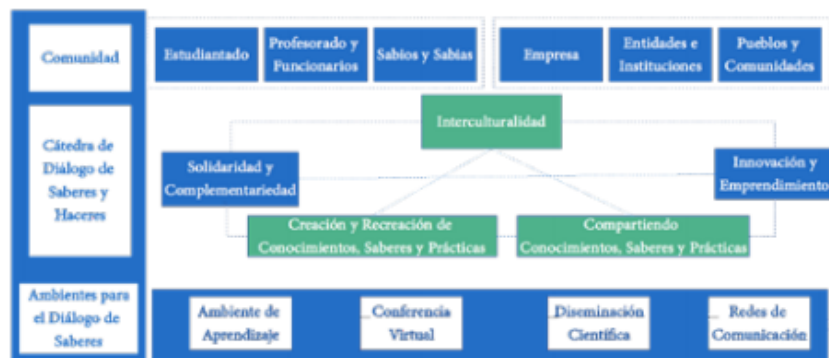 Comunidad
Estudiantado
Profesorado y
Funcionarios
Sabios y Sabias
Empresa
Entidades e
Instituciones
Pueblos y
Comunidades
Cátedra de
Diálogo de
Saberes y
Haceres
Interculturalidad
Solidaridad y
Complementariedad
Innovación y
Emprendimiento
Creación y Recreación de
Conocimientos, Saberes y Prácticas
Compartiendo
Conocimientos, Saberes y Prácticas
Ambientes para
el Diálogo de
Saberes
Ambiente de
Aprendizaje
Conferencia
Virtual
Diseminación
Científica
Redes de
Comunicación